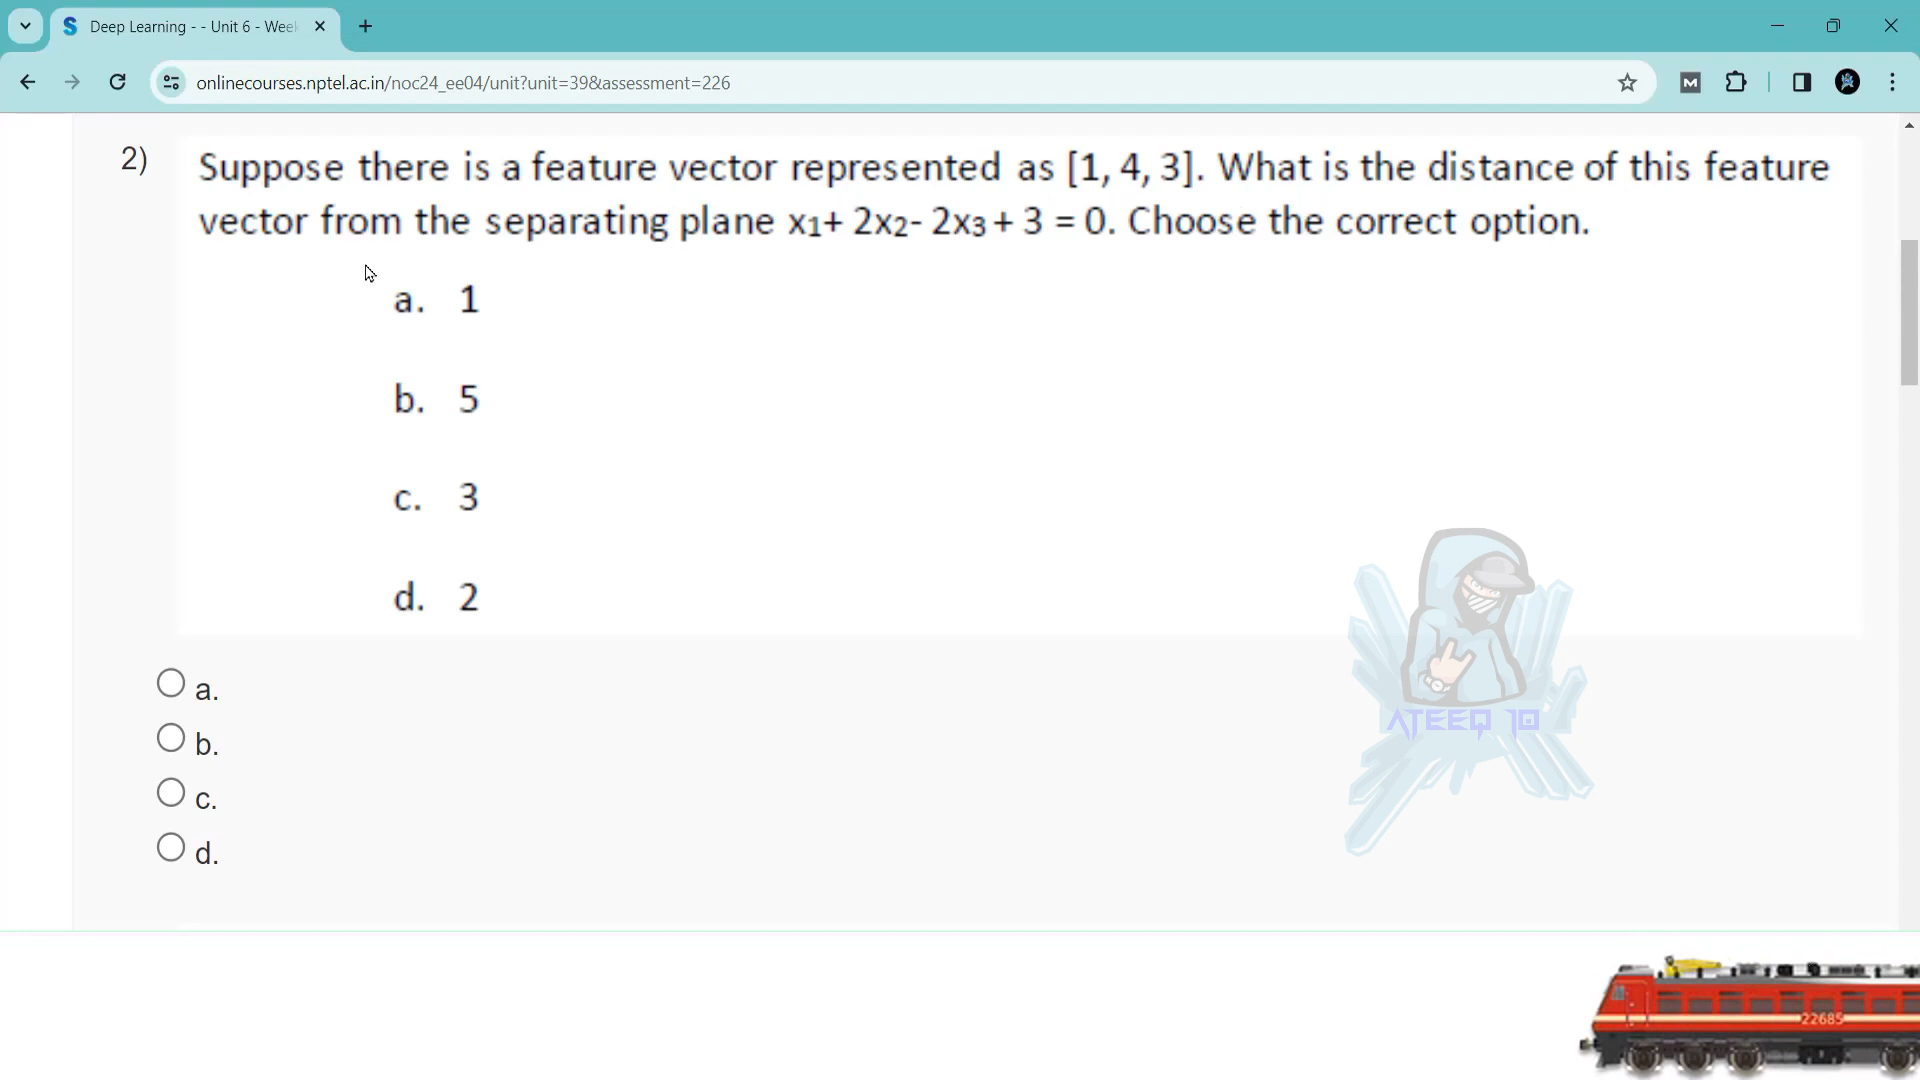 Deep Learning - - Unit 6 - Week
onlinecourses.nptel.ac.in/noc24_ee04/unit?unit=39&assessment=226
2) Suppose there is a feature vector represented as [1, 4, 3]. What is the distance of this feature
vector from the separating plane x1+ 2x2- 2x3 + 3 = 0. Choose the correct option.
a. 1
b. 5
c. 3
d. 2
a.
b.
c.
d.
ATEEQ 10
22685